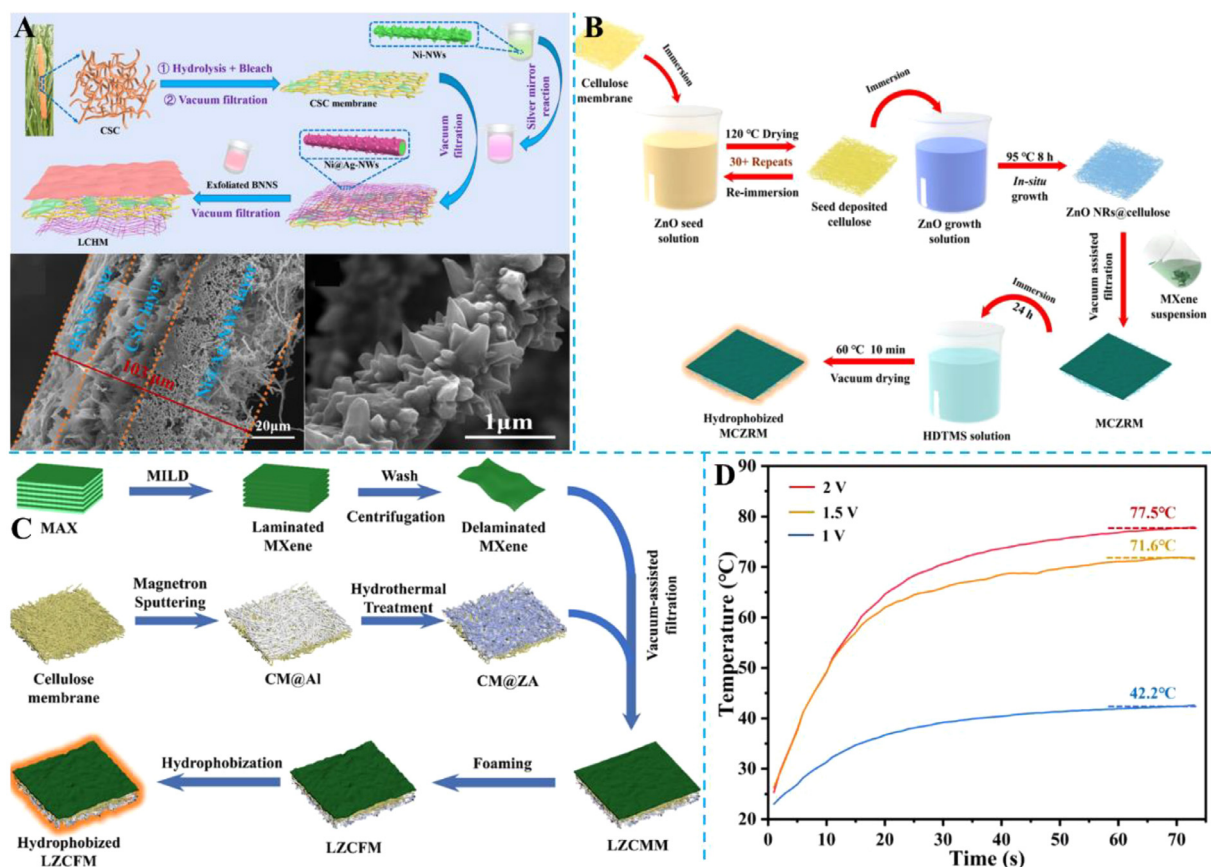 A
CSC
① Hydrolysis + Bleach
② Vacuum filtration
CSC membrane
Ni-NWs
Silver mirror
reaction
Vacuum
filtration
Ni@Ag-NWs
Exfoliated BNNS
Vacuum filtration
LCHM
BNNS layer
CSC layer
Ni@Ag-NWs layer
103 μm
20μm
1μm
B
Cellulose
membrane
Immersion
ZnO seed
solution
120 ℃ Drying
30+ Repeats
Re-immersion
Seed deposited
cellulose
Immersion
ZnO growth
solution
95 ℃ 8 h
In-situ
growth
ZnO NRs@cellulose
Vacuum assisted
filtration
MXene
suspension
MCZRM
Immersion
24 h
HDTMS solution
60 ℃ 10 min
Vacuum drying
Hydrophobized
MCZRM
C
MAX
MILD
Laminated
MXene
Wash
Centrifugation
Delaminated
MXene
Cellulose
membrane
Magnetron
Sputtering
CM@Al
Hydrothermal
Treatment
CM@ZA
Vacuum-assisted
filtration
LZCMM
Foaming
LZCFM
Hydrophobization
Hydrophobized
LZCFM
D
Temperature (℃)
90
80
70
60
50
40
30
20
2 V
1.5 V
1 V
77.5℃
71.6℃
42.2℃
0 10 20 30 40 50 60 70
Time (s)